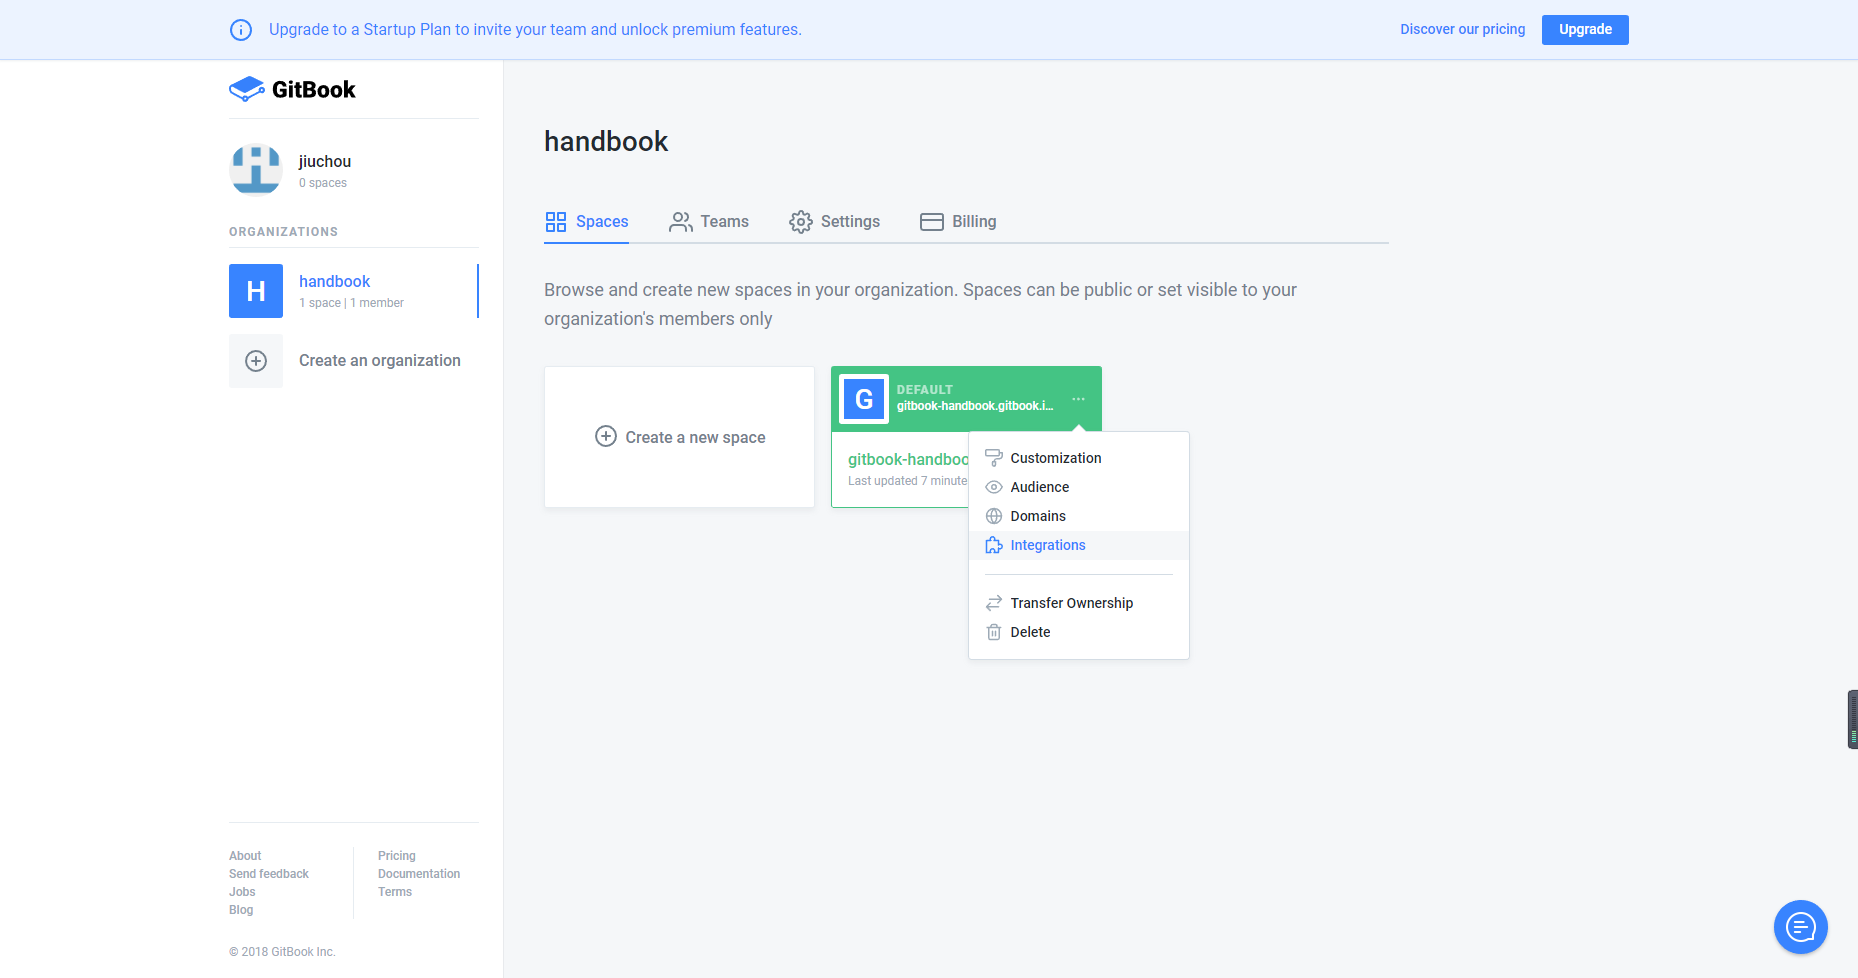 Upgrade to a Startup Plan to invite your team and unlock premium features.
Discover our pricing
Upgrade
GitBook
jiuchou
0 spaces
ORGANIZATIONS
H
handbook
1 space | 1 member
Create an organization
About
Send feedback
Jobs
Blog
Pricing
Documentation
Terms
© 2018 GitBook Inc.
handbook
Spaces
Teams
Settings
Billing
Browse and create new spaces in your organization. Spaces can be public or set visible to your
organization's members only
Create a new space
G
DEFAULT
gitbook-handbook.gitbook.i...
gitbook-handboo
Last updated 7 minute
Customization
Audience
Domains
Integrations
Transfer Ownership
Delete